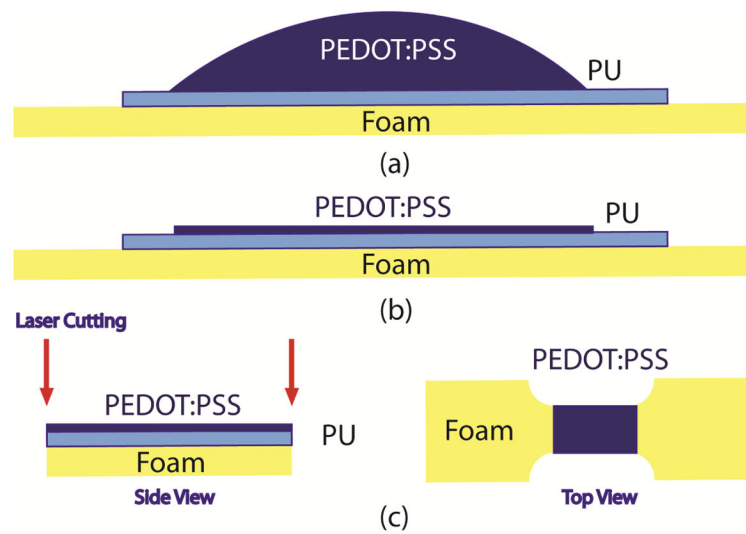 PEDOT:PSS
PU
Foam
(a)
PEDOT:PSS
PU
Foam
(b)
Laser Cutting
PEDOT:PSS
PU
Foam
Side View
PEDOT:PSS
Foam
Top View
(c)